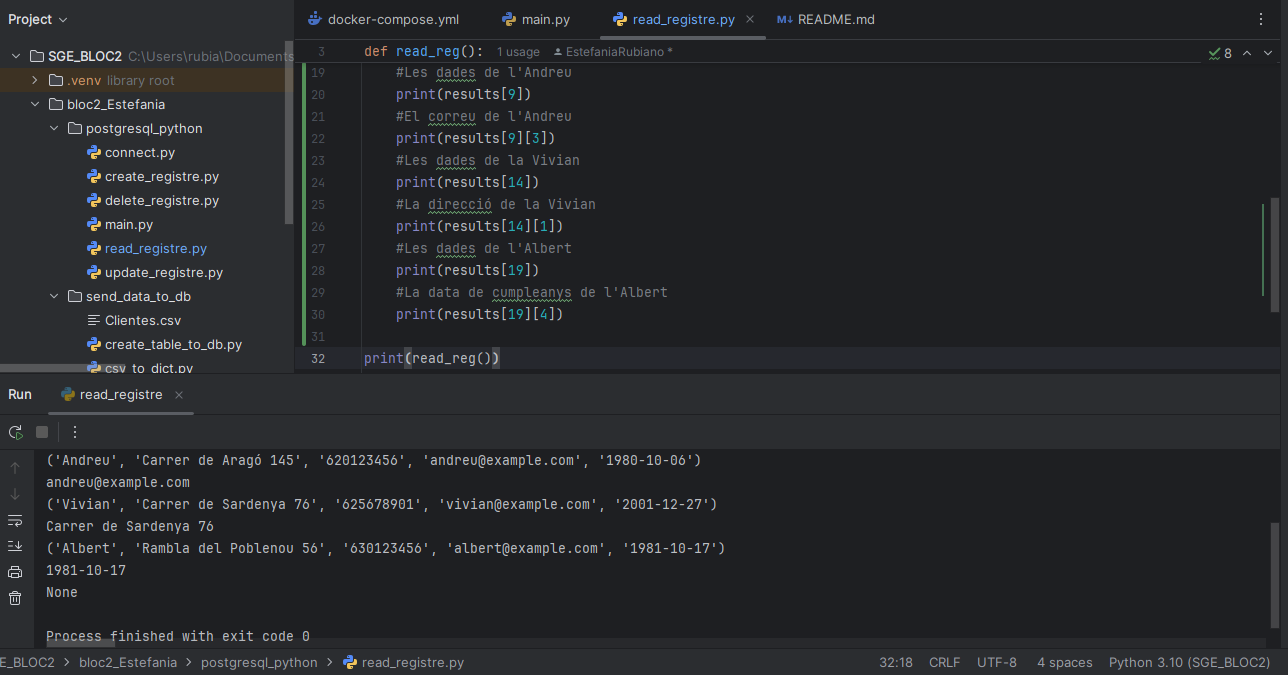 Project
docker-compose.yml main.py read_registre.py README.md
SGE_BLOC2 C:\Users\rubia\Documents
.venv library root
bloc2_Estefania
postgresql_python
connect.py
create_registre.py
delete_registre.py
main.py
read_registre.py
update_registre.py
send_data_to_db
Clientes.csv
create_table_to_db.py
csv_to_dict.py
3 def read_reg(): 1 usage EstefaniaRubiano *
8
19 #Les dades de l'Andreu
20 print(results[9])
21 #El correu de l'Andreu
22 print(results[9][3])
23 #Les dades de la Vivian
24 print(results[14])
25 #La direcció de la Vivian
26 print(results[14][1])
27 #Les dades de l'Albert
28 print(results[19])
29 #La data de cumpleanys de l'Albert
30 print(results[19][4])
31
32 print(read_reg())
Run read_registre
('Andreu', 'Carrer de Aragó 145', '620123456', 'andreu@example.com', '1980-10-06')
andreu@example.com
('Vivian', 'Carrer de Sardenya 76', '625678901', 'vivian@example.com', '2001-12-27')
Carrer de Sardenya 76
('Albert', 'Rambla del Poblenou 56', '630123456', 'albert@example.com', '1981-10-17')
1981-10-17
None
Process finished with exit code 0
E_BLOC2 > bloc2_Estefania > postgresql_python > read_registre.py 32:18 CRLF UTF-8 4 spaces Python 3.10 (SGE_BLOC2)